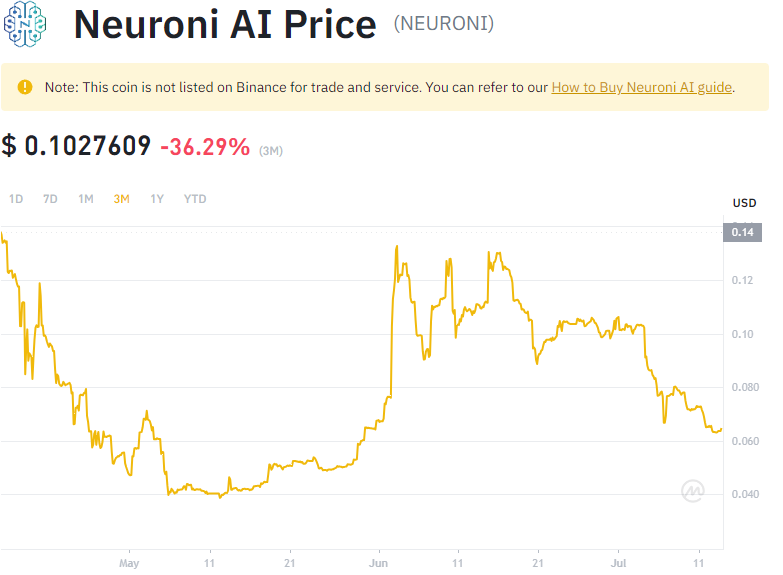 Neuroni AI Price (NEURONI)
Note: This coin is not listed on Binance for trade and service. You can refer to our How to Buy Neuroni AI guide.
$ 0.1027609 -36.29% (3M)
1D 7D 1M 3M 1Y YTD
USD
0.14
0.12
0.10
0.080
0.060
0.040
May 11 21 Jun 11 21 Jul 11